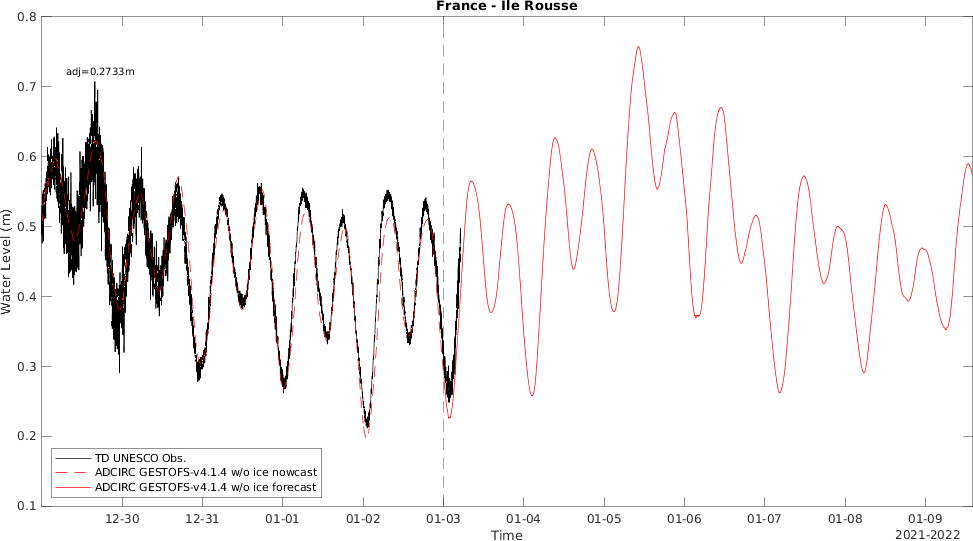 France - Ile Rousse
adj=0.2733m
Water Level (m)
0.8
0.7
0.6
0.5
0.4
0.3
0.2
0.1
TD UNESCO Obs.
ADCIRC GESTOFS-v4.1.4 w/o ice nowcast
ADCIRC GESTOFS-v4.1.4 w/o ice forecast
12-30 12-31 01-01 01-02 01-03 01-04 01-05 01-06 01-07 01-08 01-09
Time
2021-2022